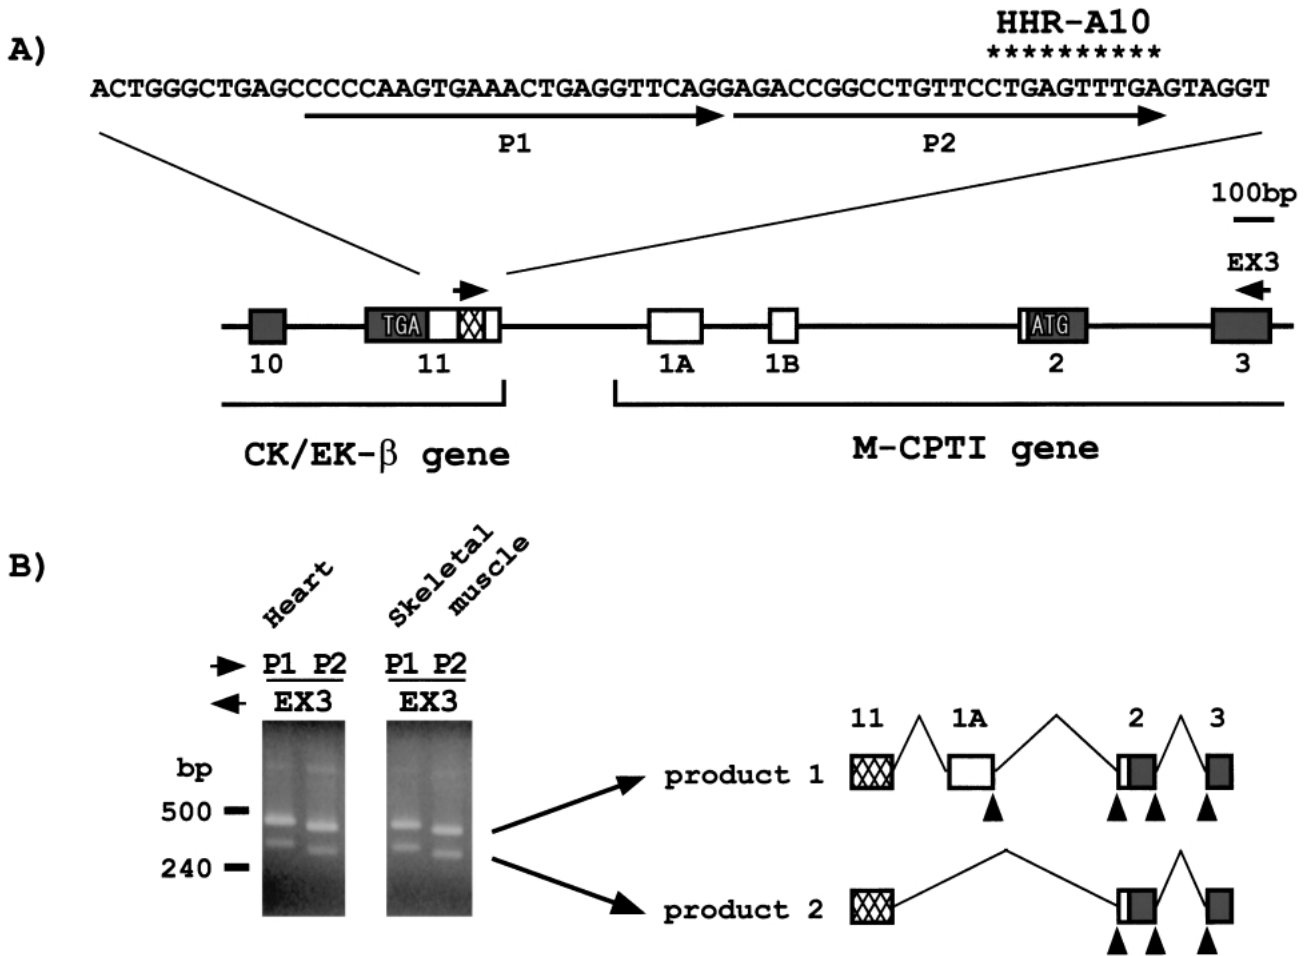 A)
HHR-A10
**********
ACTGGGCTGAGCCCCCCAAGTGAAACTGAGGTTCAGGAGACCGGCCTGTTCCTGAGTTTGAGTAGGT
P1 P2
100bp
EX3
TGA ATG
10 11 1A 1B 2 3
CK/EK-β gene M-CPTI gene
B)
Heart
Skeletal
muscle
P1 P2 P1 P2
EX3 EX3
bp
500
240
11 1A 2 3
product 1
product 2